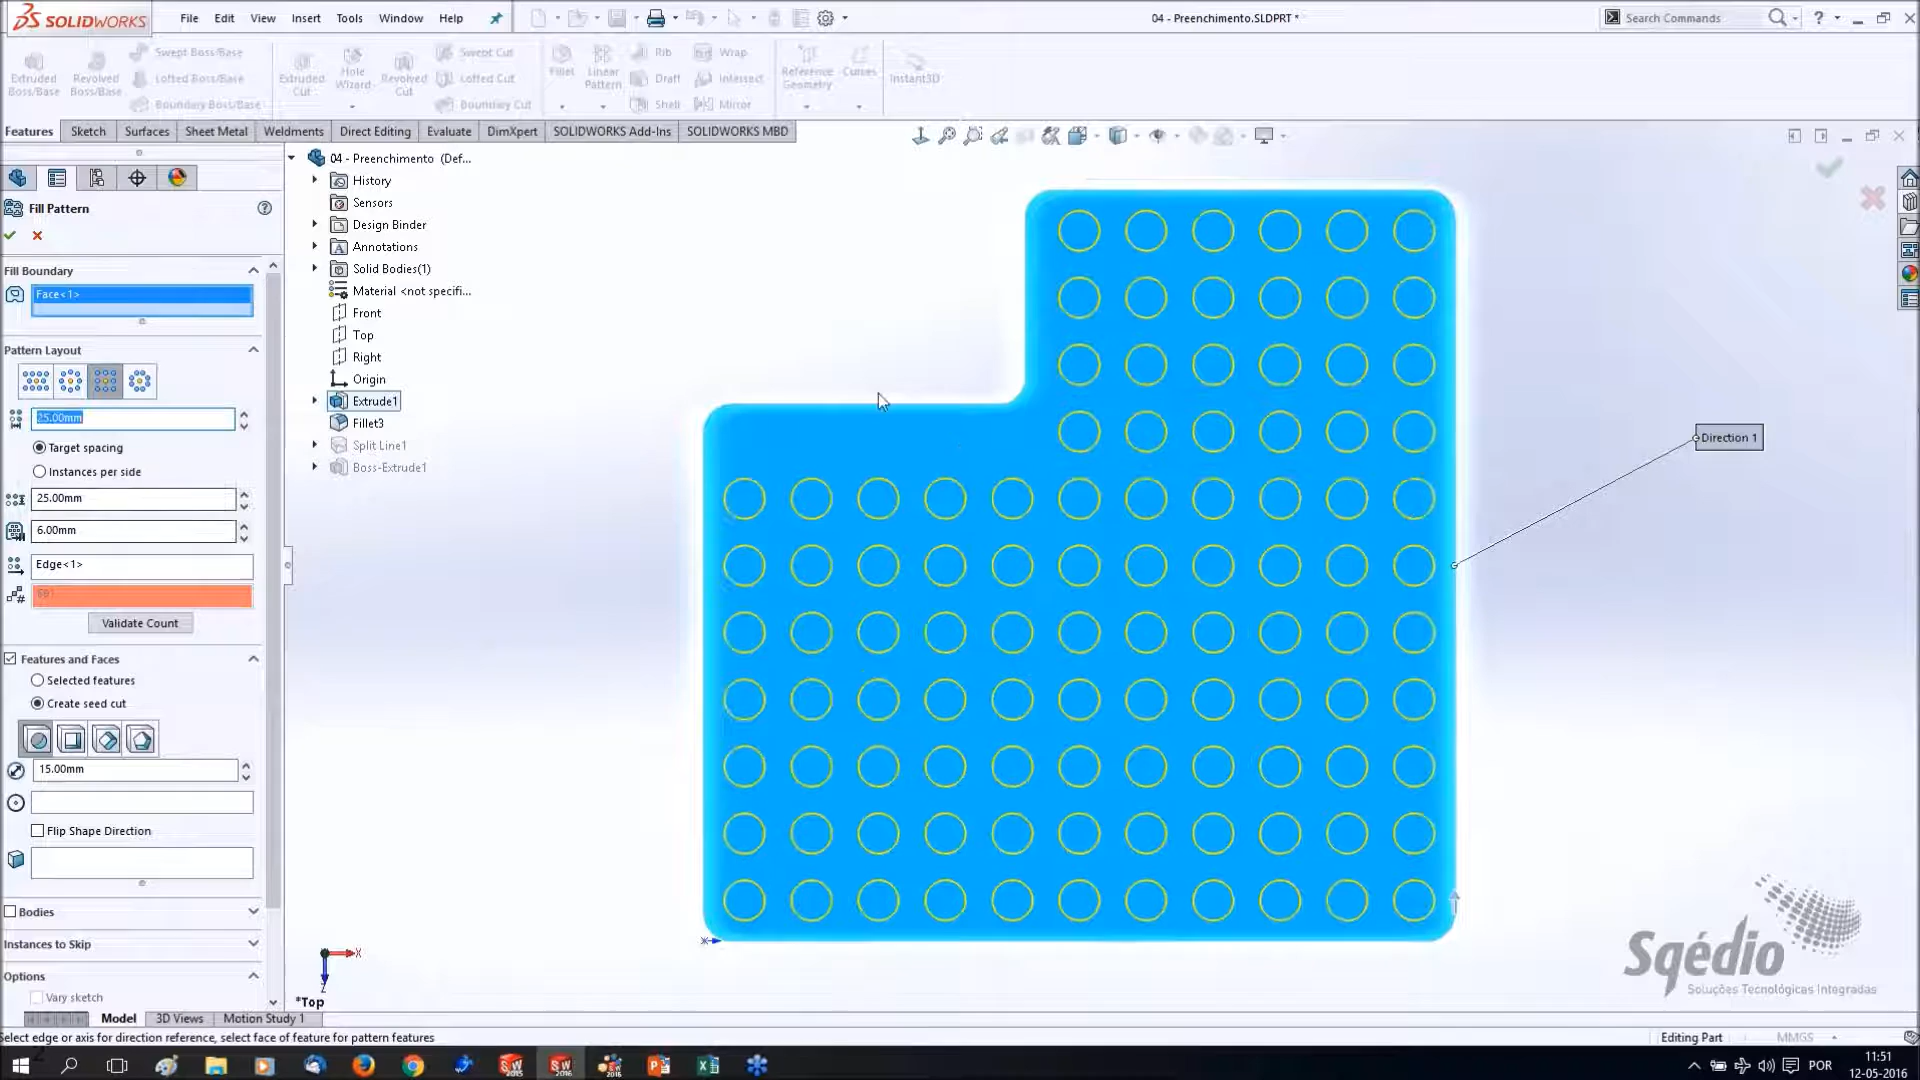 SOLIDWORKS
File Edit View Insert Tools Window Help
04 - Preenchimento.SLDPRT *
Search Commands
Extruded Boss/Base
Revolved Boss/Base
Swept Boss/Base
Lofted Boss/Base
Boundary Boss/Base
Extruded Cut
Hole Wizard
Revolved Cut
Swept Cut
Lofted Cut
Boundary Cut
Fillet
Linear Pattern
Rib
Draft
Shell
Wrap
Intersect
Mirror
Reference Geometry
Curves
Instant3D
Features Sketch Surfaces Sheet Metal Weldments Direct Editing Evaluate DimXpert SOLIDWORKS Add-Ins SOLIDWORKS MBD
Fill Pattern
Fill Boundary
Face<1>
Pattern Layout
25.00mm
Target spacing
Instances per side
25.00mm
6.00mm
Edge<1>
Validate Count
Features and Faces
Selected features
Create seed cut
15.00mm
Flip Shape Direction
Bodies
Instances to Skip
Options
Vary sketch
04 - Preenchimento (Def...
History
Sensors
Design Binder
Annotations
Solid Bodies(1)
Material <not specifi...
Front
Top
Right
Origin
Extrude1
Fillet3
Split Line1
Boss-Extrude1
Direction 1
X
Z
*Top
Sqédio
Soluções Tecnológicas Integradas
Model 3D Views Motion Study 1
Select edge or axis for direction reference, select face of feature for pattern features
Editing Part
MMGS
POR
11:51
12-05-2016